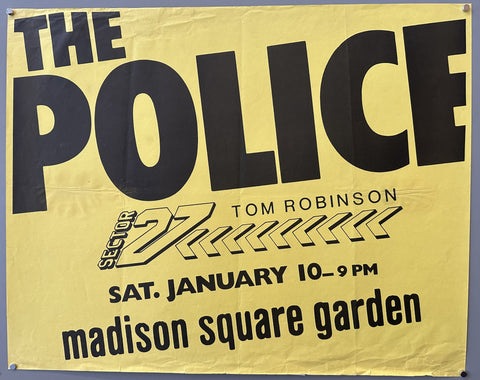 THE
POLICE
SECTOR 27 TOM ROBINSON
SAT. JANUARY 10-9 PM
madison square garden